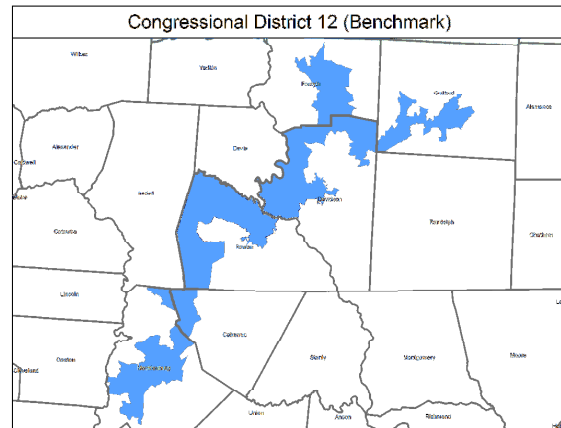 Congressional District 12 (Benchmark)
Wilkes
Yadkin
Forsyth
Guilford
Alamance
Alexander
Caldwell
Davie
Iredell
Davidson
Randolph
Catawba
Rowan
Chatham
Lincoln
Cabarrus
Gaston
Stanly
Montgomery
Moore
Cleveland
Mecklenburg
Union
Anson
Richmond